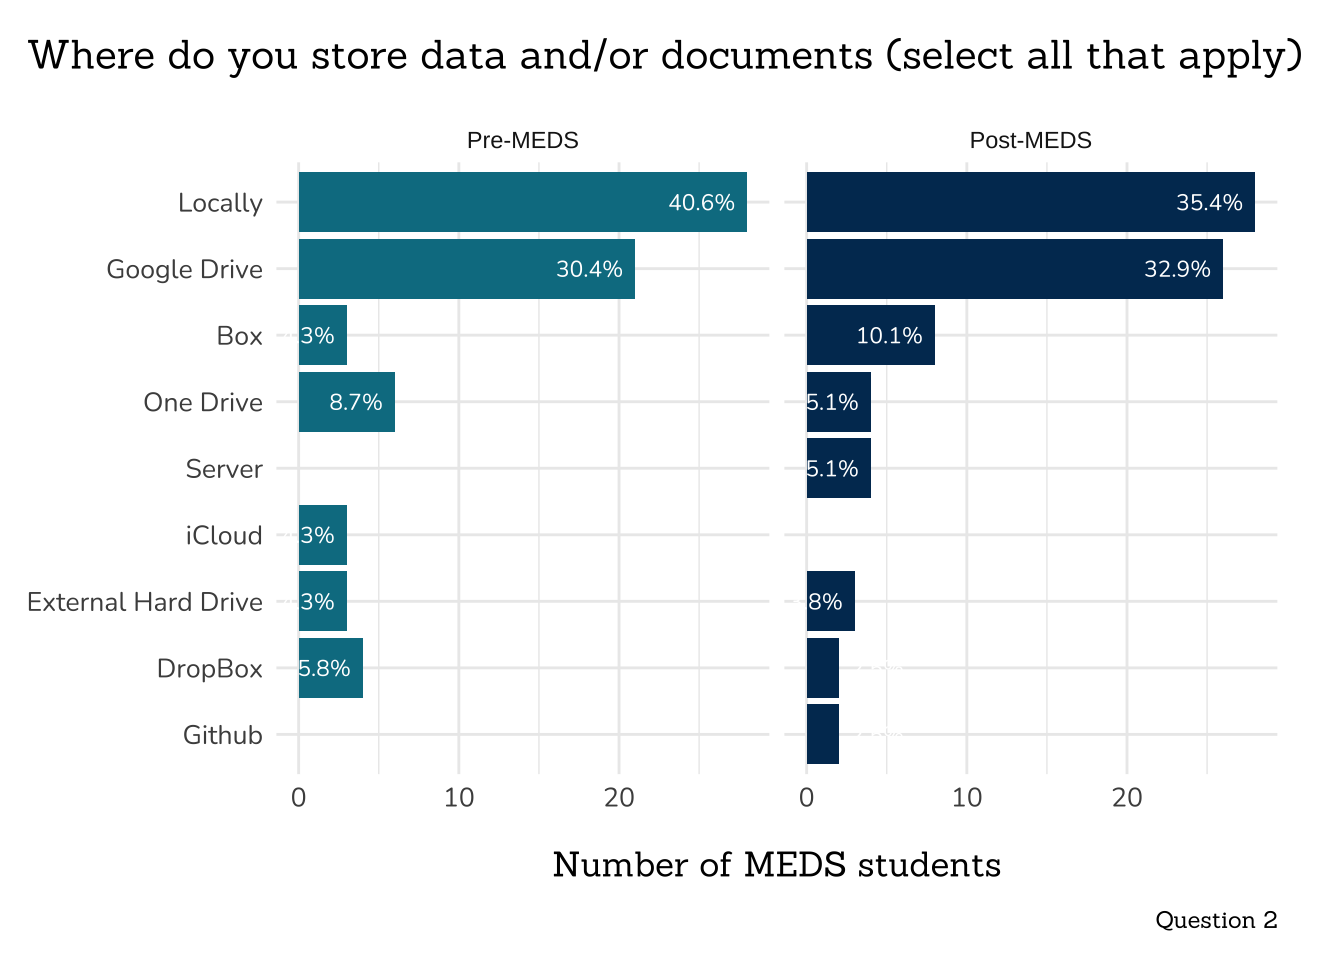 Where do you store data and/or documents (select all that apply)
Pre-MEDS
Post-MEDS
Locally
40.6%
35.4%
Google Drive
30.4%
32.9%
Box
3%
10.1%
One Drive
8.7%
5.1%
Server
5.1%
iCloud
3%
External Hard Drive
3%
8%
DropBox
5.8%
Github
0
10
20
0
10
20
Number of MEDS students
Question 2